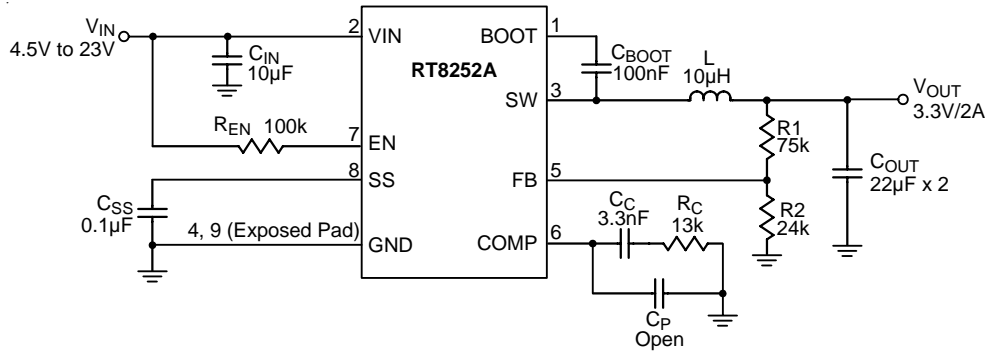 VIN
4.5V to 23V
CIN
10µF
REN 100k
CSS
0.1µF
2
7
8
4, 9 (Exposed Pad)
VIN
EN
SS
GND
RT8252A
BOOT
SW
FB
COMP
1
3
5
6
CBOOT
100nF
L
10µH
VOUT
3.3V/2A
R1
75k
COUT
22µF x 2
R2
24k
CC
3.3nF
RC
13k
CP
Open